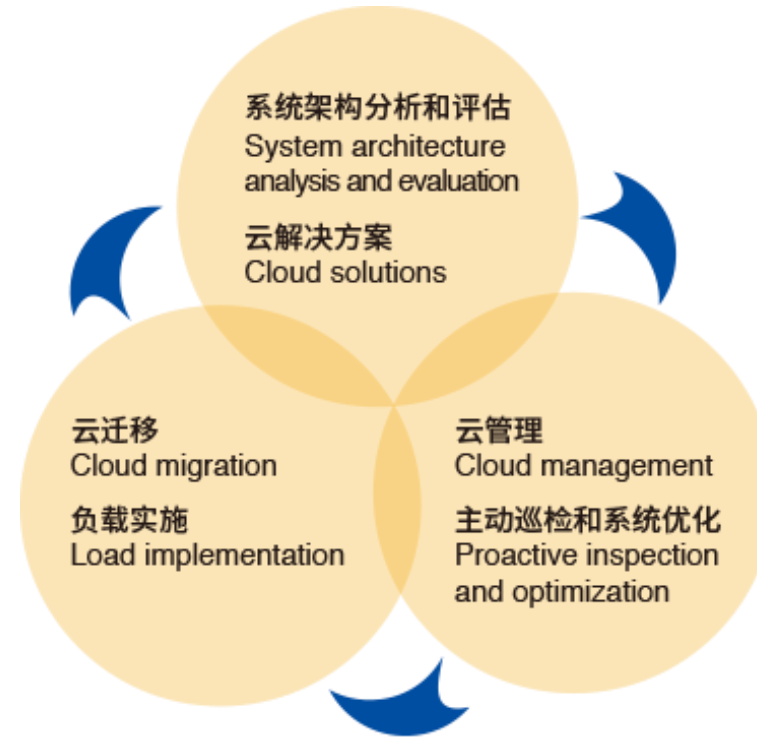 系统架构分析和评估
System architecture
analysis and evaluation
云解决方案
Cloud solutions
云迁移
Cloud migration
负载实施
Load implementation
云管理
Cloud management
主动巡检和系统优化
Proactive inspection
and optimization